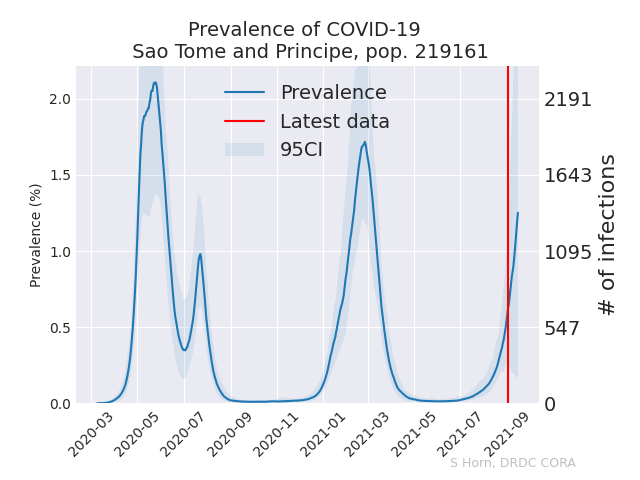 Prevalence of COVID-19
Sao Tome and Principe, pop. 219161
Prevalence
Latest data
95CI
Prevalence (%)
2.0
1.5
1.0
0.5
0.0
2191
1643
1095
547
0
# of infections
2020-03
2020-05
2020-07
2020-09
2020-11
2021-01
2021-03
2021-05
2021-07
2021-09
S Horn, DRDC CORA